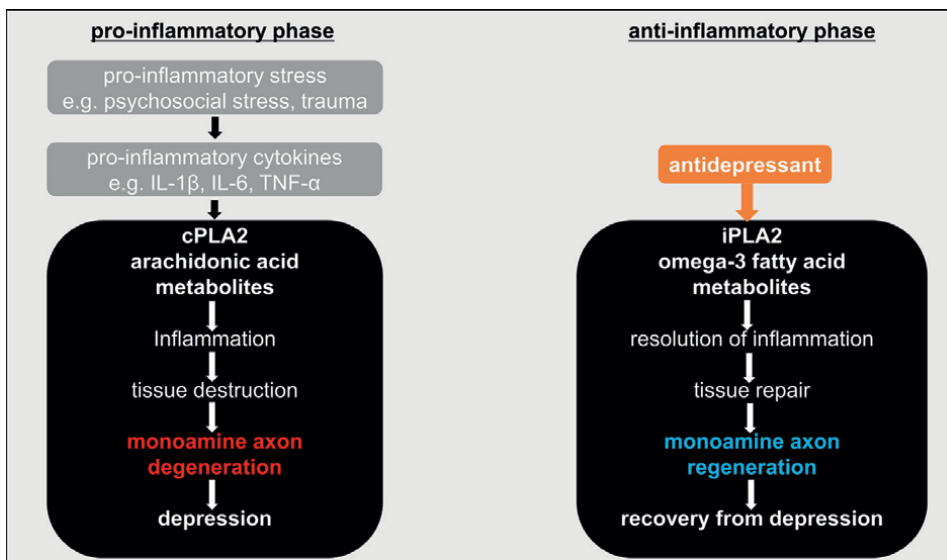 pro-inflammatory phase
pro-inflammatory stress
e.g. psychosocial stress, trauma
pro-inflammatory cytokines
e.g. IL-1β, IL-6, TNF-α
cPLA2
arachidonic acid
metabolites
Inflammation
tissue destruction
monoamine axon
degeneration
depression
anti-inflammatory phase
antidepressant
iPLA2
omega-3 fatty acid
metabolites
resolution of inflammation
tissue repair
monoamine axon
regeneration
recovery from depression